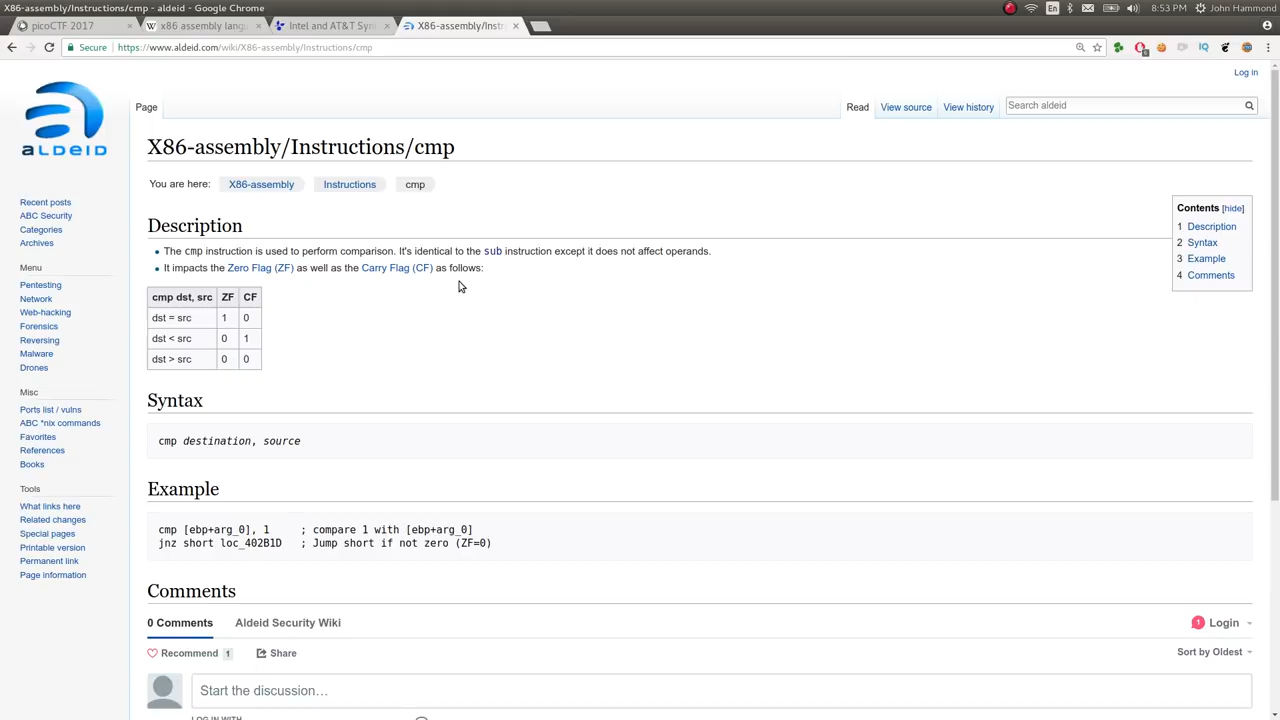 X86-assembly/Instructions/cmp - aldeid - Google Chrome
En
8:53 PM
John Hammond
picoCTF 2017
x86 assembly langu
Intel and AT&T Syn
X86-assembly/Instr
Secure
https://www.aldeid.com/wiki/X86-assembly/Instructions/cmp
IQ
Log in
aLDeID
Page
Read
View source
View history
Search aldeid
X86-assembly/Instructions/cmp
You are here:
X86-assembly
Instructions
cmp
Recent posts
ABC Security
Categories
Archives
Menu
Pentesting
Network
Web-hacking
Forensics
Reversing
Malware
Drones
Misc
Ports list / vulns
ABC *nix commands
Favorites
References
Books
Tools
What links here
Related changes
Special pages
Printable version
Permanent link
Page information
Contents [hide]
1 Description
2 Syntax
3 Example
4 Comments
Description
The cmp instruction is used to perform comparison. It's identical to the sub instruction except it does not affect operands.
It impacts the Zero Flag (ZF) as well as the Carry Flag (CF) as follows:
cmp dst, src ZF CF
dst = src 1 0
dst < src 0 1
dst > src 0 0
Syntax
cmp destination, source
Example
cmp [ebp+arg_0], 1 ; compare 1 with [ebp+arg_0]
jnz short loc_402B1D ; Jump short if not zero (ZF=0)
Comments
0 Comments
Aldeid Security Wiki
1
Login
Recommend 1
Share
Sort by Oldest
Start the discussion…
LOG IN WITH